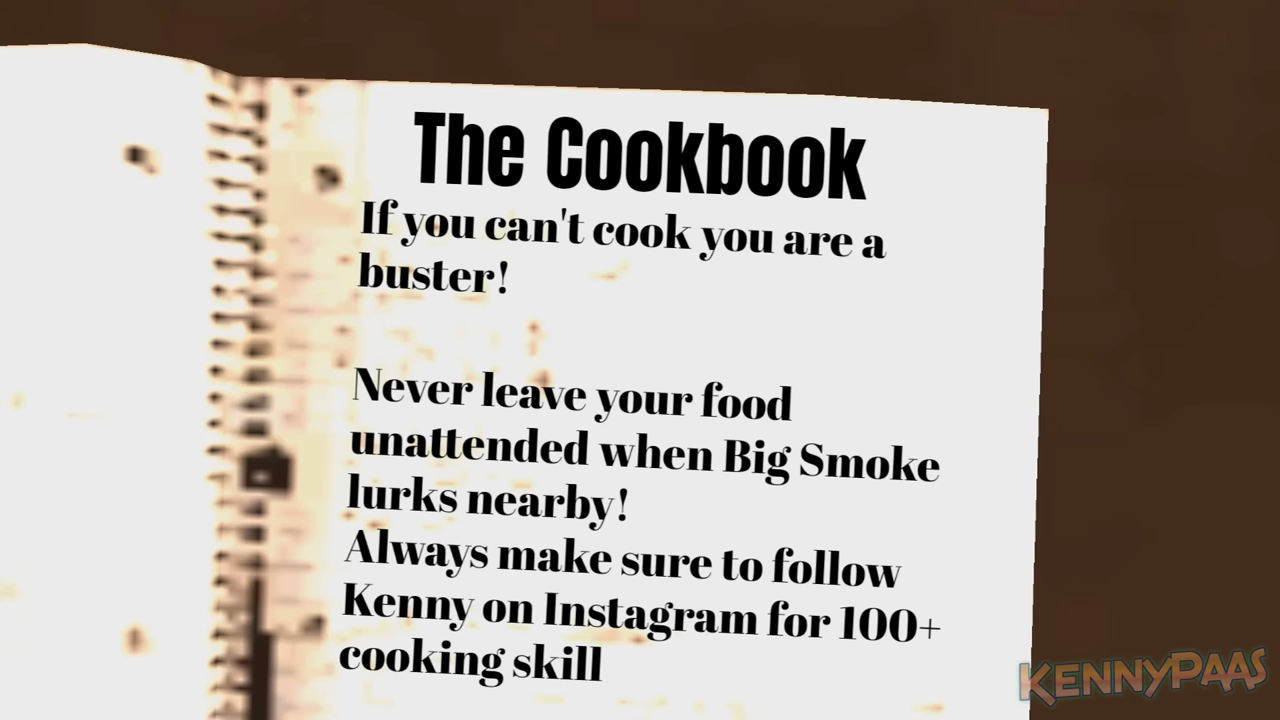 The Cookbook
If you can't cook you are a
buster!
Never leave your food
unattended when Big Smoke
lurks nearby!
Always make sure to follow
Kenny on Instagram for 100+
cooking skill
KENNYPAAS